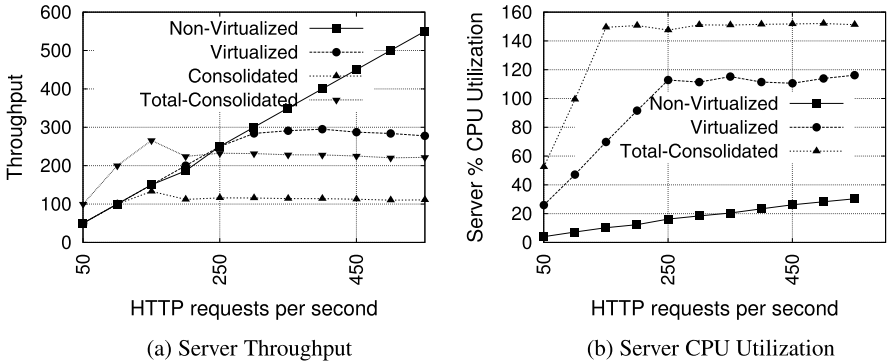 600
500
400
300
200
100
0
Throughput
Non-Virtualized
Virtualized
Consolidated
Total-Consolidated
50
250
450
HTTP requests per second
(a) Server Throughput
160
140
120
100
80
60
40
20
0
Server % CPU Utilization
Non-Virtualized
Virtualized
Total-Consolidated
50
250
450
HTTP requests per second
(b) Server CPU Utilization